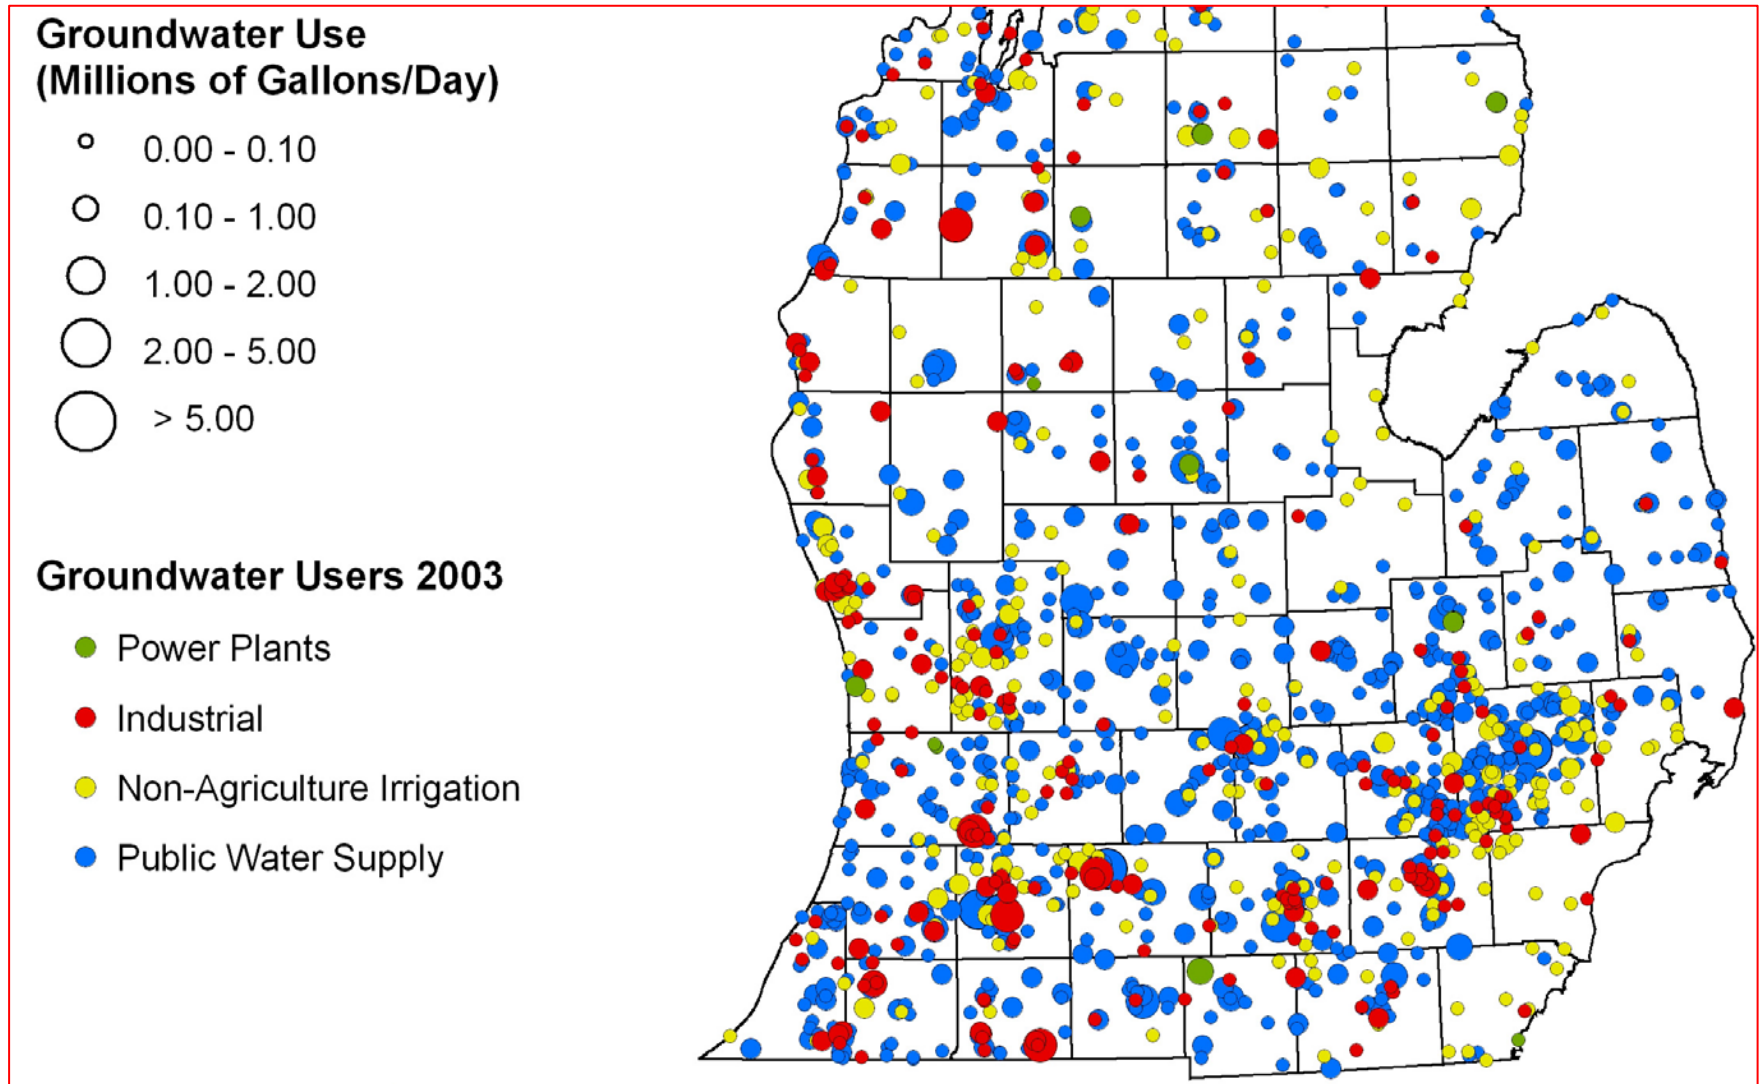 Groundwater Use
(Millions of Gallons/Day)
0.00 - 0.10
0.10 - 1.00
1.00 - 2.00
2.00 - 5.00
> 5.00
Groundwater Users 2003
Power Plants
Industrial
Non-Agriculture Irrigation
Public Water Supply